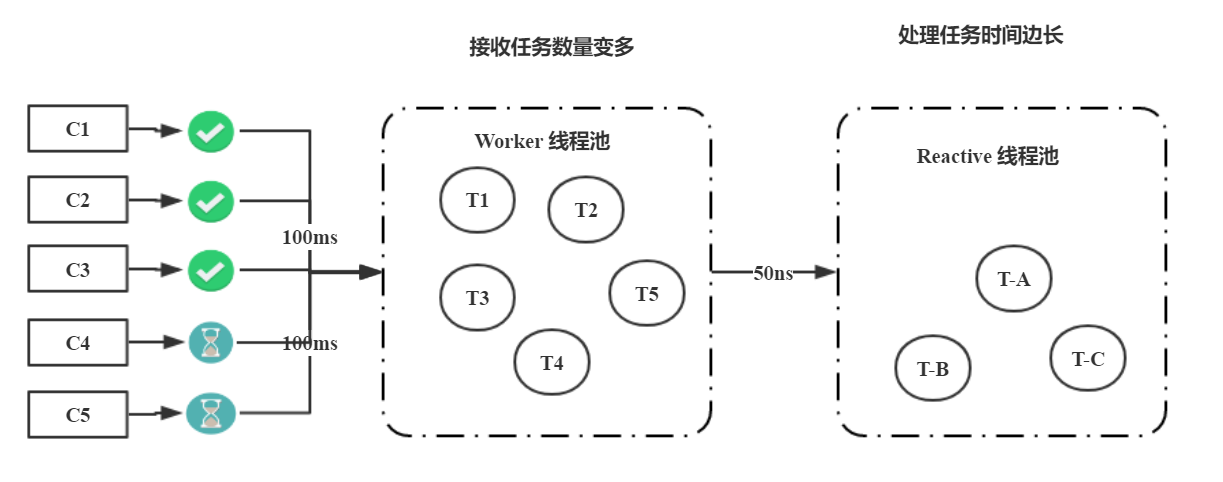 接收任务数量变多
处理任务时间边长
C1
C2
C3
C4
C5
100ms
100ms
Worker 线程池
T1
T2
T3
T5
T4
50ns
Reactive 线程池
T-A
T-B
T-C